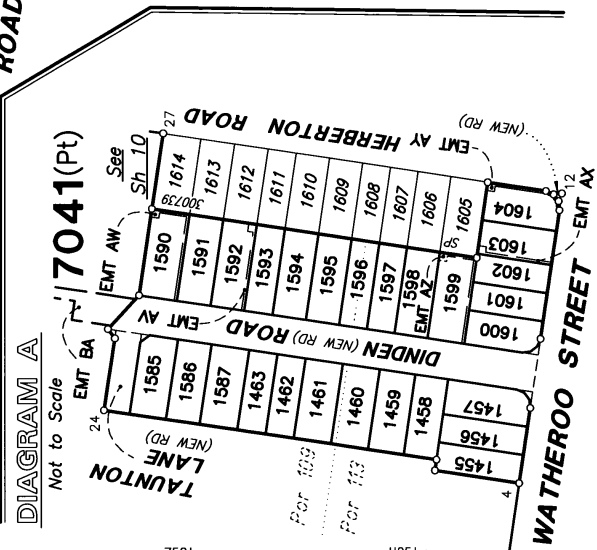 ROAD
DIAGRAM A
Not to Scale
7041(Pt)
See
Sh 10
27
HERBERTON ROAD
EMT AY
(NEW RD)
12
EMT AX
1614
1613
1612
1611
1610
1609
1608
1607
1606
1605
1604
1603
1602
1601
1600
300739
SP
EMT AW
1590
1591
1592
1593
1594
1595
1596
1597
1598
1599
EMT AZ
EMT AV
EMT BA
DINDEN ROAD (NEW RD)
1585
1586
1587
1463
1462
1461
1460
1459
1458
1457
1456
1455
24
4
TAUNTON
LANE
(NEW RD)
Por 109
Por 113
WATHEROO STREET